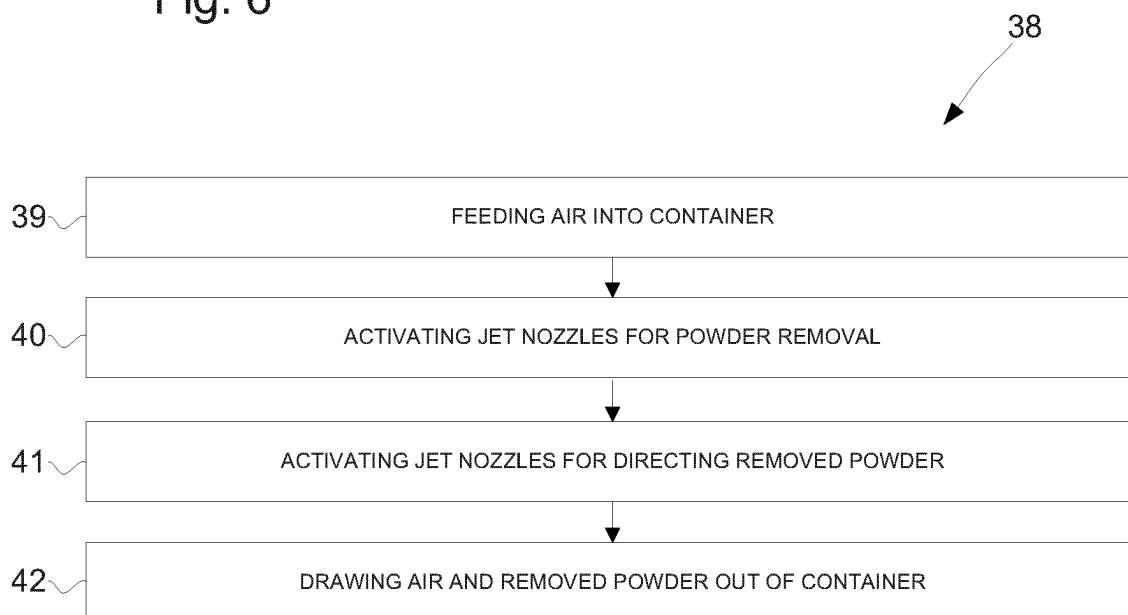 Fig. 6
38
39 FEEDING AIR INTO CONTAINER
40 ACTIVATING JET NOZZLES FOR POWDER REMOVAL
41 ACTIVATING JET NOZZLES FOR DIRECTING REMOVED POWDER
42 DRAWING AIR AND REMOVED POWDER OUT OF CONTAINER